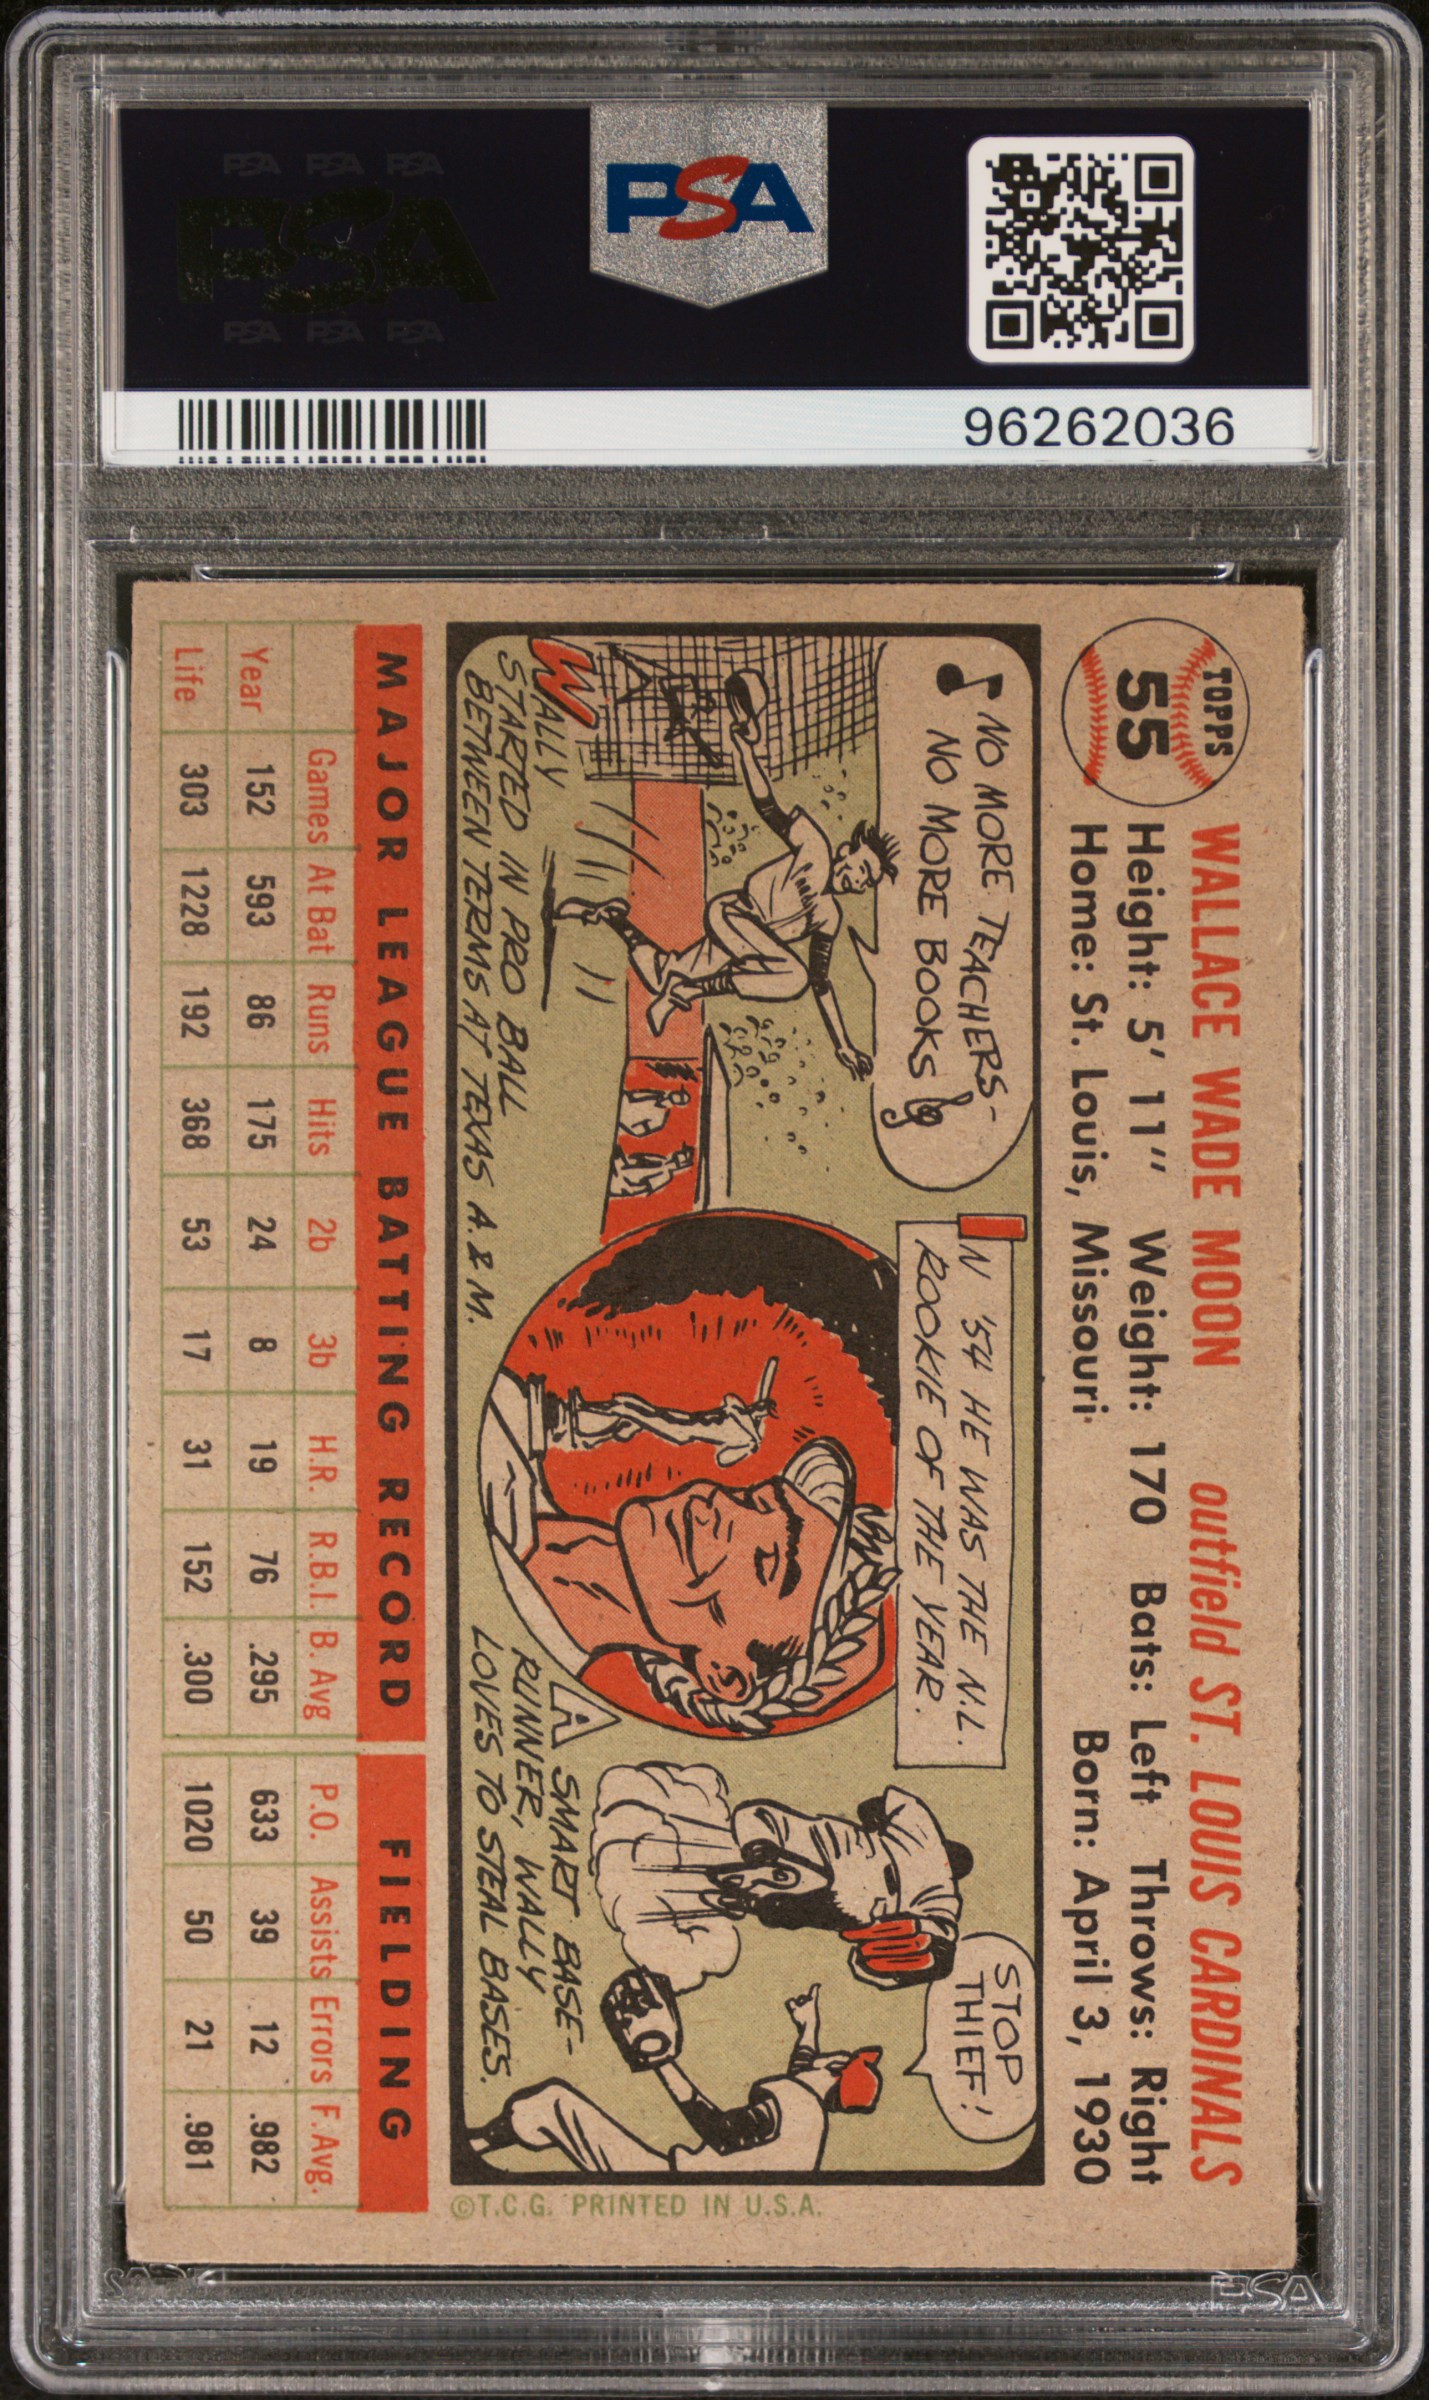 PSA PSA PSA
PSA
PSA PSA PSA
PSA
96262036
TOPPS
55
WALLACE WADE MOON outfield ST. LOUIS CARDINALS
Height: 5' 11" Weight: 170 Bats: Left Throws: Right
Home: St. Louis, Missouri Born: April 3, 1930
NO MORE TEACHERS-
NO MORE BOOKS
WALLY
STARTED IN PRO BALL
BETWEEN TERMS AT TEXAS A.&M.
IN '54 HE WAS THE N.L.
ROOKIE OF THE YEAR.
STOP
THIEF!
A SMART BASE-
RUNNER, WALLY
LOVES TO STEAL BASES.
©T.C.G. PRINTED IN U.S.A.
MAJOR LEAGUE BATTING RECORD FIELDING
Games At Bat Runs Hits 2b 3b H.R. R.B.I. B. Avg P.O. Assists Errors F. Avg.
Year 152 593 86 175 24 8 19 76 .295 633 39 12 .982
Life 303 1228 192 368 53 17 31 152 .300 1020 50 21 .981
PSA